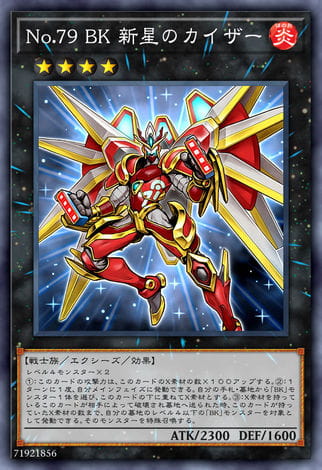 No.79 BK 新星のカイザー
炎
ほのお
【戦士族／エクシーズ／効果】
レベル4モンスター×2
①：このカードの攻撃力は、このカードのX素材の数×100アップする。②：1
ターンに1度、自分メインフェイズに発動できる。自分の手札・墓地から「BK」モ
ンスター1体を選び、このカードの下に重ねてX素材とする。③：X素材を持って
いるこのカードが相手によって破壊され墓地へ送られた時、このカードが持って
いたX素材の数まで、自分の墓地のレベル4以下の「BK」モンスターを対象とし
て発動できる。そのモンスターを特殊召喚する。
ATK/2300 DEF/1600
71921856